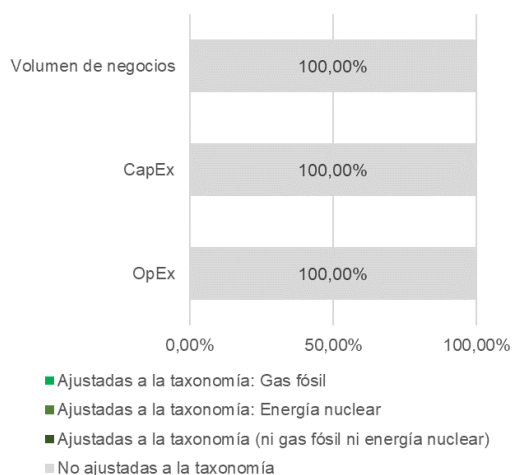 Volumen de negocios 100,00%
CapEx 100,00%
OpEx 100,00%
0,00% 50,00% 100,00%
Ajustadas a la taxonomía: Gas fósil
Ajustadas a la taxonomía: Energía nuclear
Ajustadas a la taxonomía (ni gas fósil ni energía nuclear)
No ajustadas a la taxonomía